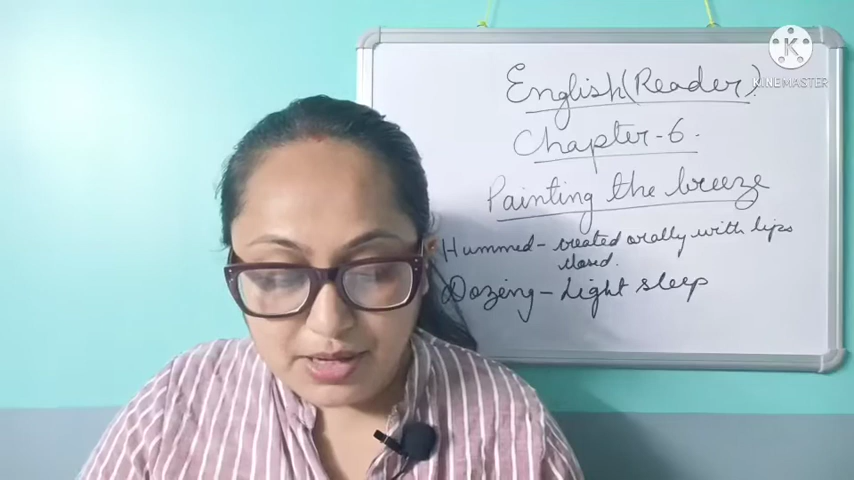 English (Reader)
Chapter-6.
Painting the breeze
Hummed - created orally with lips
closed.
Dozing - Light sleep
K
KINEMASTER